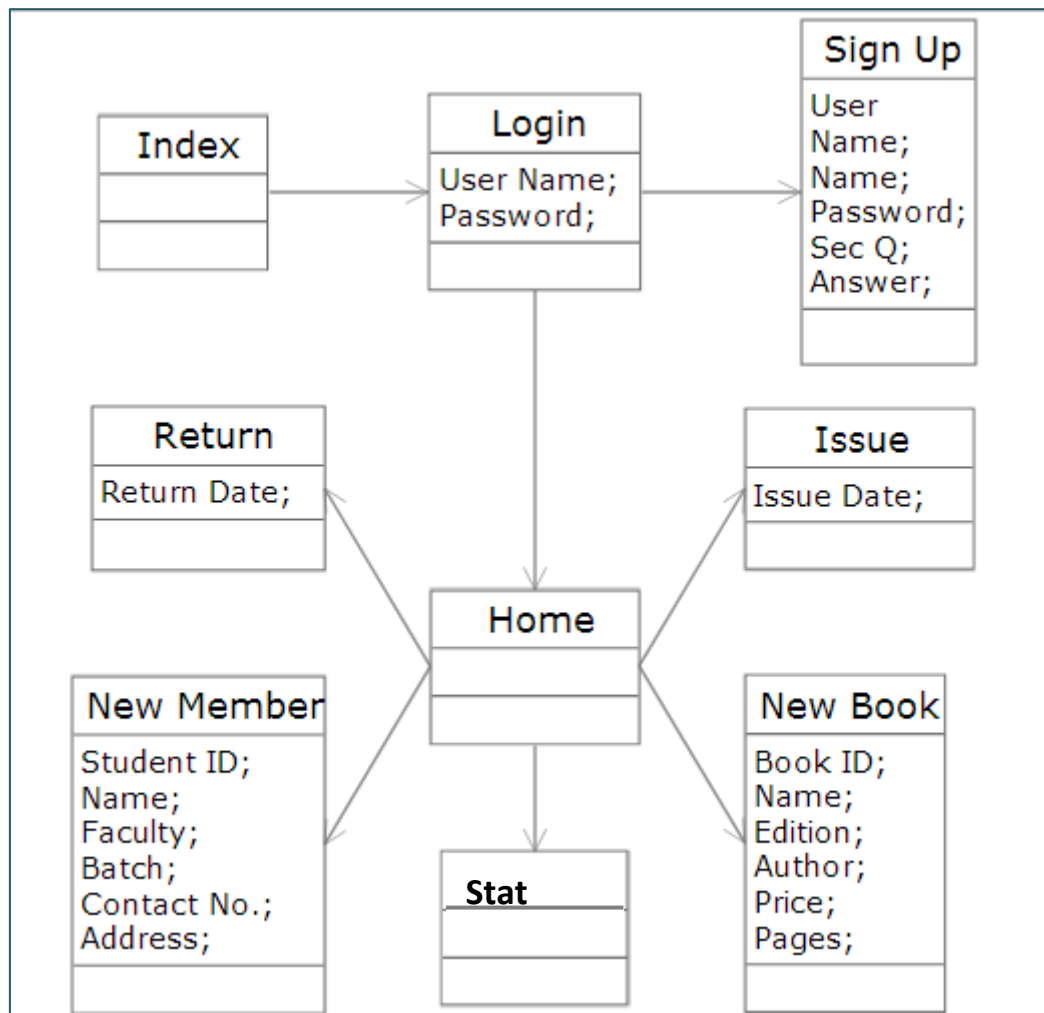 Index
Login
User Name;
Password;
Sign Up
User
Name;
Name;
Password;
Sec Q;
Answer;
Return
Return Date;
Issue
Issue Date;
Home
New Member
Student ID;
Name;
Faculty;
Batch;
Contact No.;
Address;
Stat
New Book
Book ID;
Name;
Edition;
Author;
Price;
Pages;